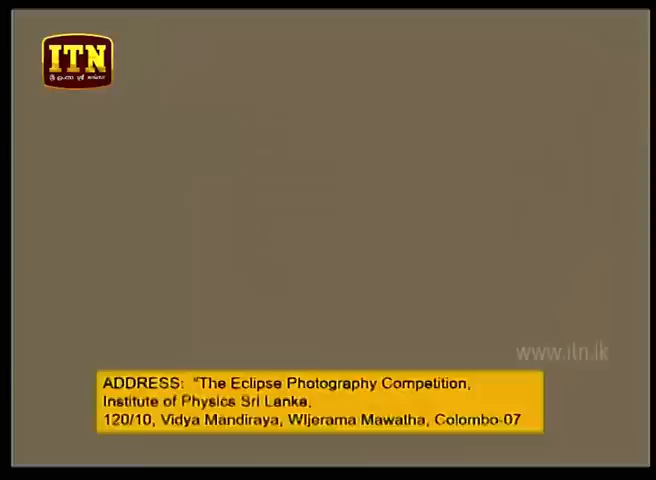 ITN
www.itn.lk
ADDRESS: "The Eclipse Photography Competition,
Institute of Physics Sri Lanka,
120/10, Vidya Mandiraya, Wijerama Mawatha, Colombo-07